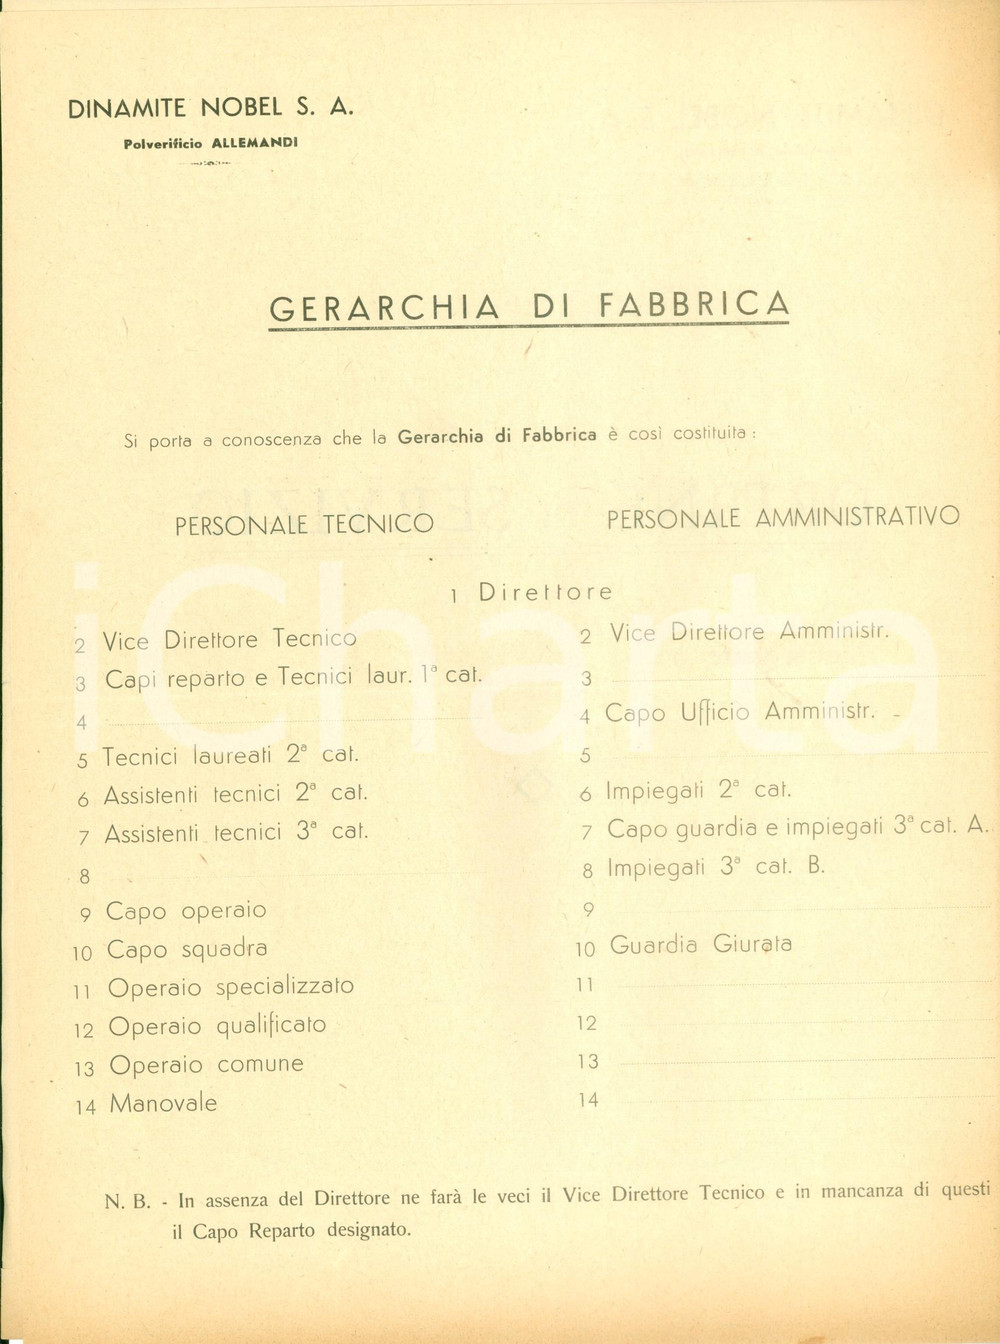 DINAMITE NOBEL S. A.
Polverificio ALLEMANDI
GERARCHIA DI FABBRICA
Si porta a conoscenza che la Gerarchia di Fabbrica è così costituita :
PERSONALE TECNICO
PERSONALE AMMINISTRATIVO
1 Direttore
2 Vice Direttore Tecnico
3 Capi reparto e Tecnici laur. 1ª cat.
4
5 Tecnici laureati 2ª cat.
6 Assistenti tecnici 2ª cat.
7 Assistenti tecnici 3ª cat.
8
9 Capo operaio
10 Capo squadra
11 Operaio specializzato
12 Operaio qualificato
13 Operaio comune
14 Manovale
2 Vice Direttore Amministr.
3
4 Capo Ufficio Amministr. -
5
6 Impiegati 2ª cat.
7 Capo guardia e impiegati 3ª cat. A.
8 Impiegati 3ª cat. B.
9
10 Guardia Giurata
11
12
13
14
N. B. - In assenza del Direttore ne farà le veci il Vice Direttore Tecnico e in mancanza di questi
il Capo Reparto designato.
iCharta